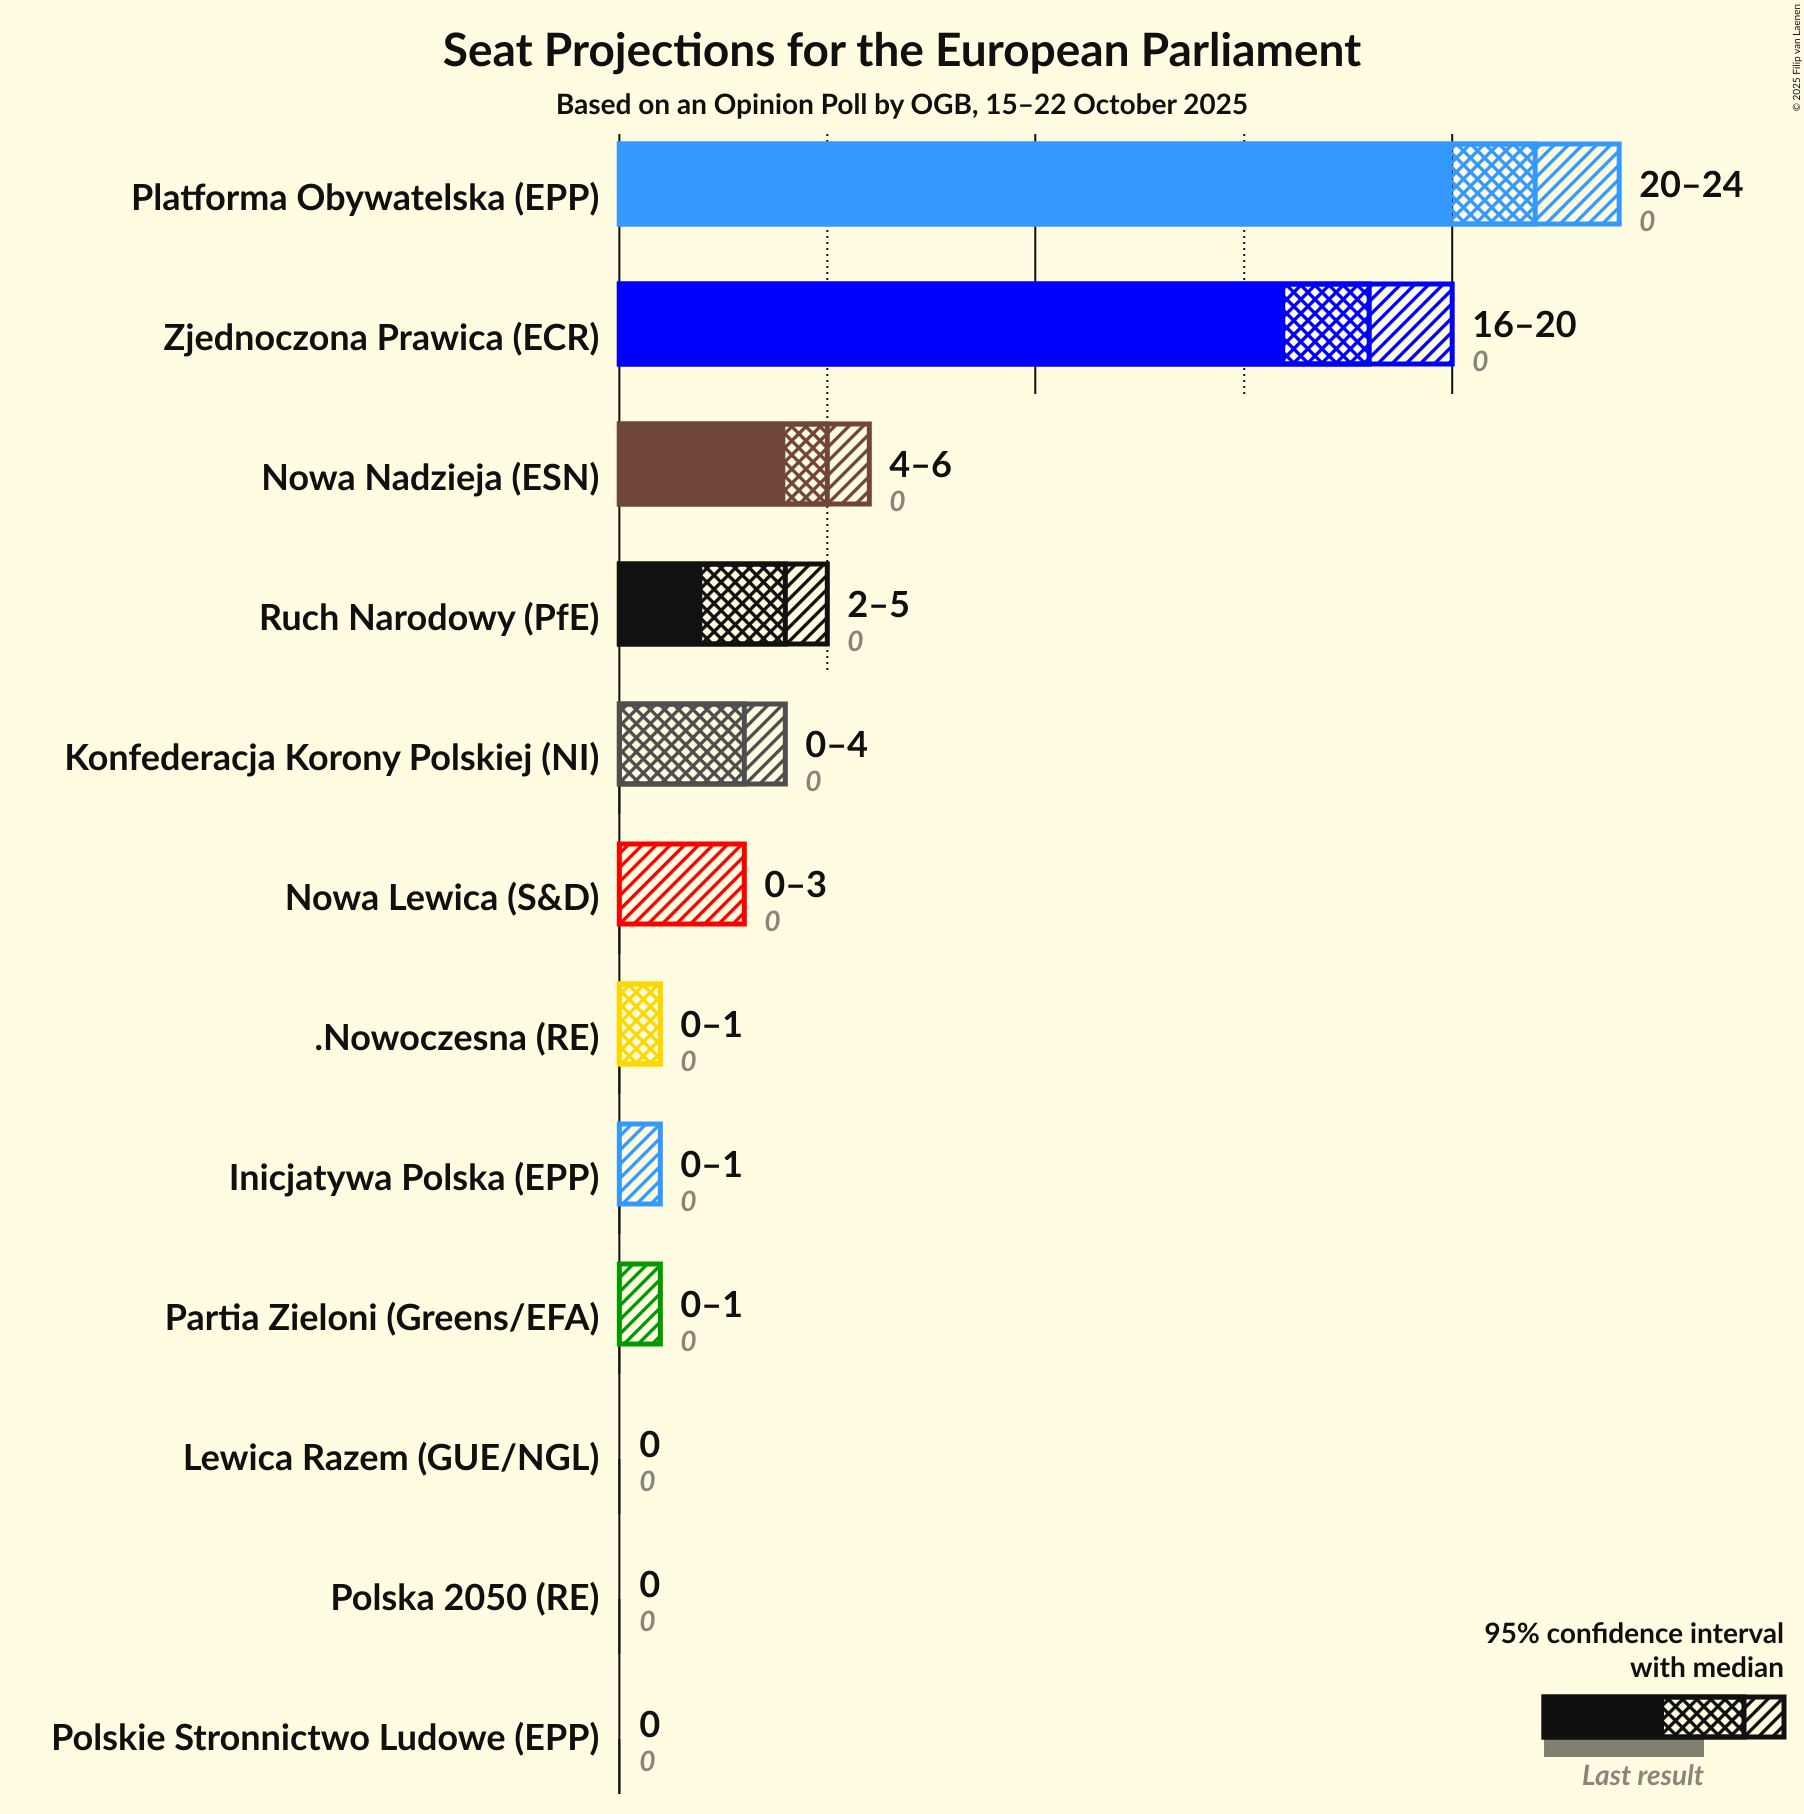 Seat Projections for the European Parliament
Based on an Opinion Poll by OGB, 15–22 October 2025
© 2025 Filip van Laenen
Platforma Obywatelska (EPP)
20–24
0
Zjednoczona Prawica (ECR)
16–20
0
Nowa Nadzieja (ESN)
4–6
0
Ruch Narodowy (PfE)
2–5
0
Konfederacja Korony Polskiej (NI)
0–4
0
Nowa Lewica (S&D)
0–3
0
.Nowoczesna (RE)
0–1
0
Inicjatywa Polska (EPP)
0–1
0
Partia Zieloni (Greens/EFA)
0–1
0
Lewica Razem (GUE/NGL)
0
0
Polska 2050 (RE)
0
0
Polskie Stronnictwo Ludowe (EPP)
0
0
95% confidence interval
with median
Last result